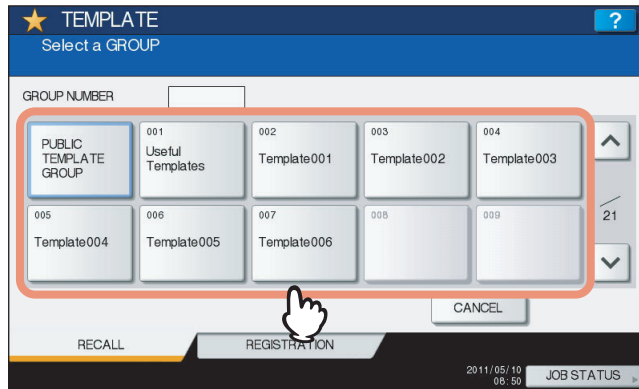 TEMPLATE
?
Select a GROUP
GROUP NUMBER
PUBLIC
TEMPLATE
GROUP
001
Useful
Templates
002
Template001
003
Template002
004
Template003
005
Template004
006
Template005
007
Template006
008
009
21
CANCEL
RECALL
REGISTRATION
2011/05/10
08:50
JOB STATUS